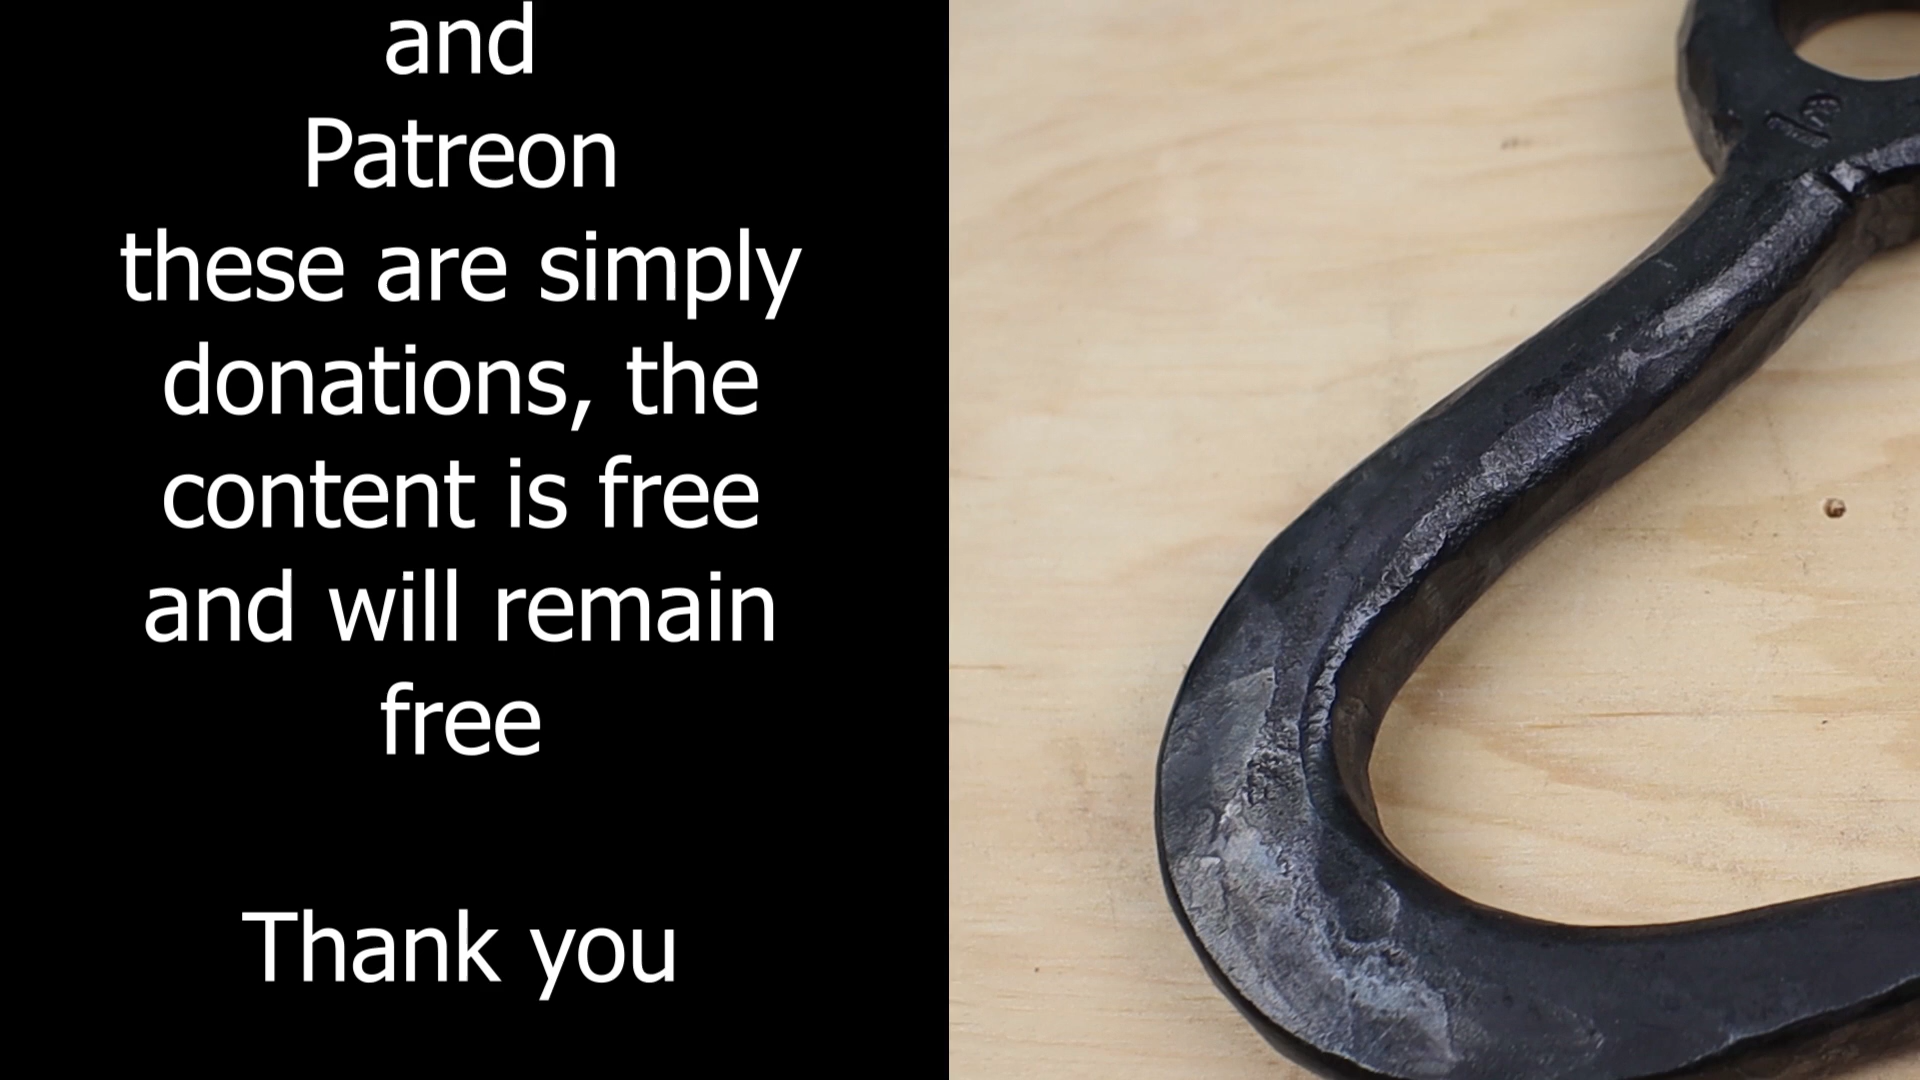 and
Patreon
these are simply
donations, the
content is free
and will remain
free
Thank you